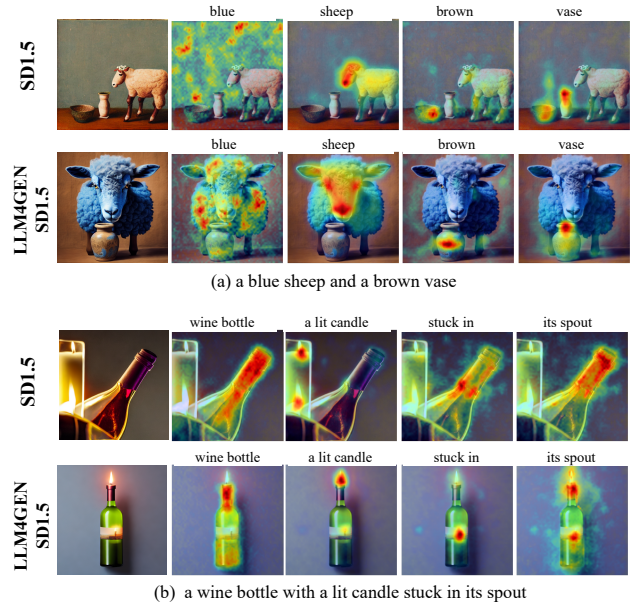 blue sheep brown vase
SD1.5
blue sheep brown vase
LLM4GEN
SD1.5
(a) a blue sheep and a brown vase
wine bottle a lit candle stuck in its spout
SD1.5
wine bottle a lit candle stuck in its spout
LLM4GEN
SD1.5
(b) a wine bottle with a lit candle stuck in its spout